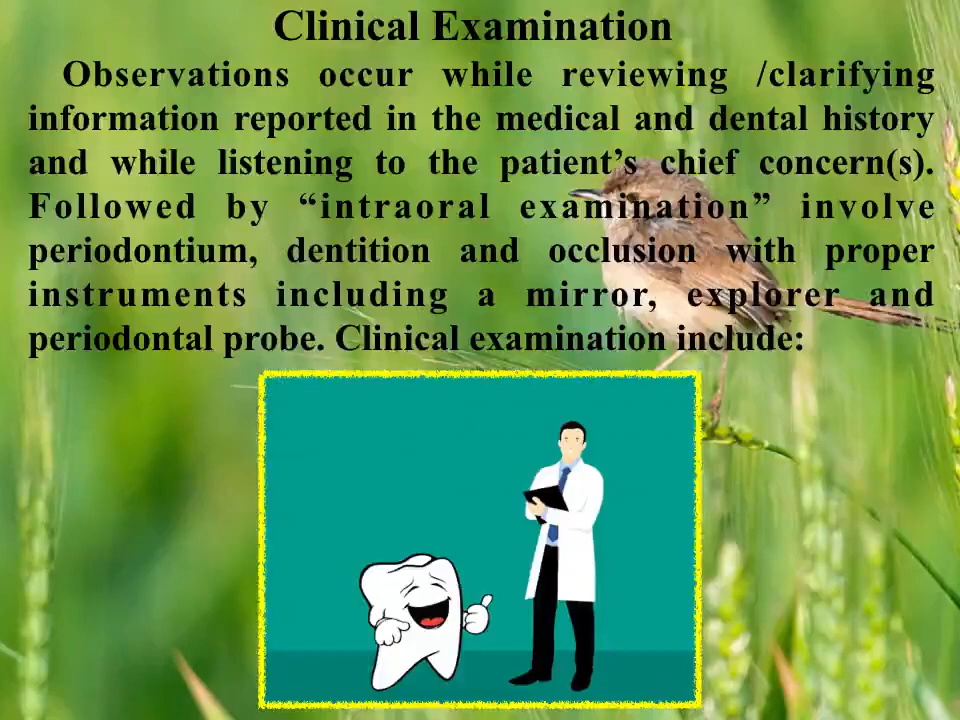 Clinical Examination
Observations occur while reviewing /clarifying
information reported in the medical and dental history
and while listening to the patient’s chief concern(s).
Followed by “intraoral examination” involve
periodontium, dentition and occlusion with proper
instruments including a mirror, explorer and
periodontal probe. Clinical examination include: